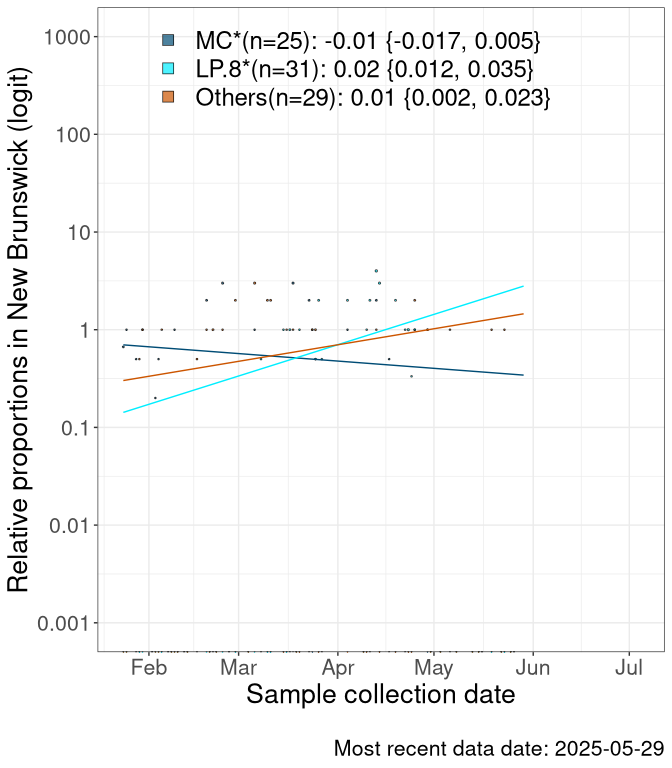 Relative proportions in New Brunswick (logit)
1000
100
10
1
0.1
0.01
0.001
MC*(n=25): -0.01 {-0.017, 0.005}
LP.8*(n=31): 0.02 {0.012, 0.035}
Others(n=29): 0.01 {0.002, 0.023}
Feb Mar Apr May Jun Jul
Sample collection date
Most recent data date: 2025-05-29